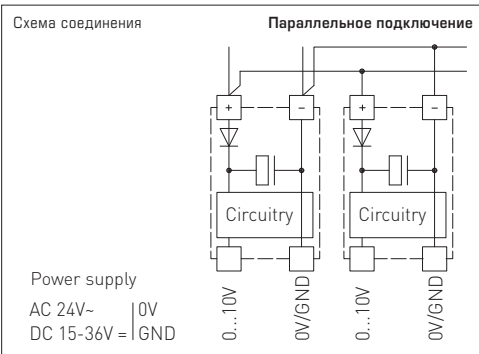 Схема соединения
Параллельное подключение
+ − + −
Circuitry Circuitry
Power supply
AC 24V~ 0V
DC 15-36V = GND
0...10V
0V/GND
0...10V
0V/GND